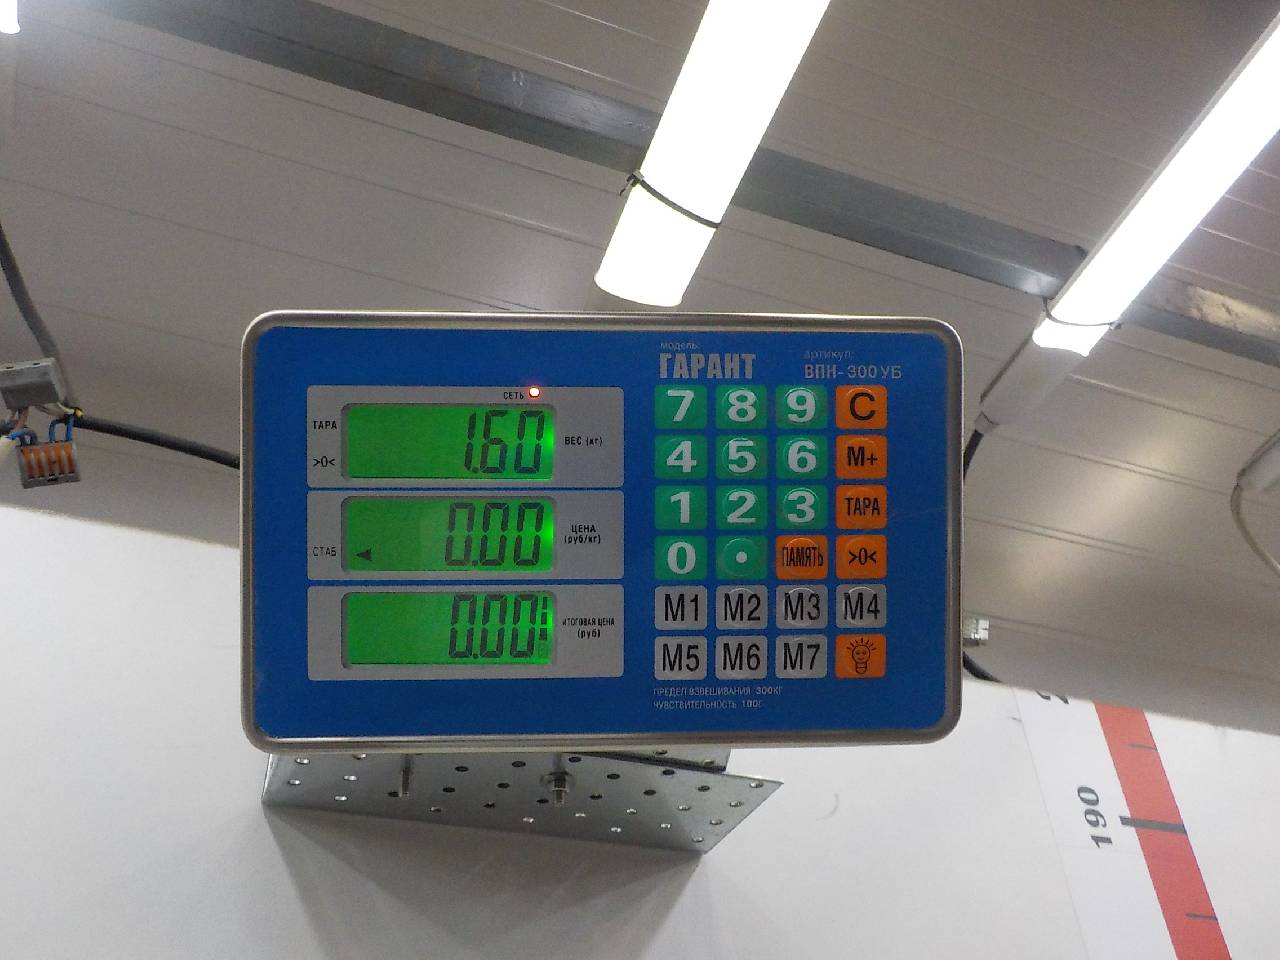 модель:
ГАРАНТ
артикул:
ВПН-300УБ
СЕТЬ
ТАРА
>0<
1.60
ВЕС (кг)
СТАБ
0.00
ЦЕНА
(руб/кг)
0.00
ИТОГОВАЯ ЦЕНА
(руб)
7 8 9 C
4 5 6 M+
1 2 3 ТАРА
0 . ПАМЯТЬ >0<
M1 M2 M3 M4
M5 M6 M7
ПРЕДЕЛ ВЗВЕШИВАНИЯ 300КГ
ЧУВСТВИТЕЛЬНОСТЬ 100Г
190